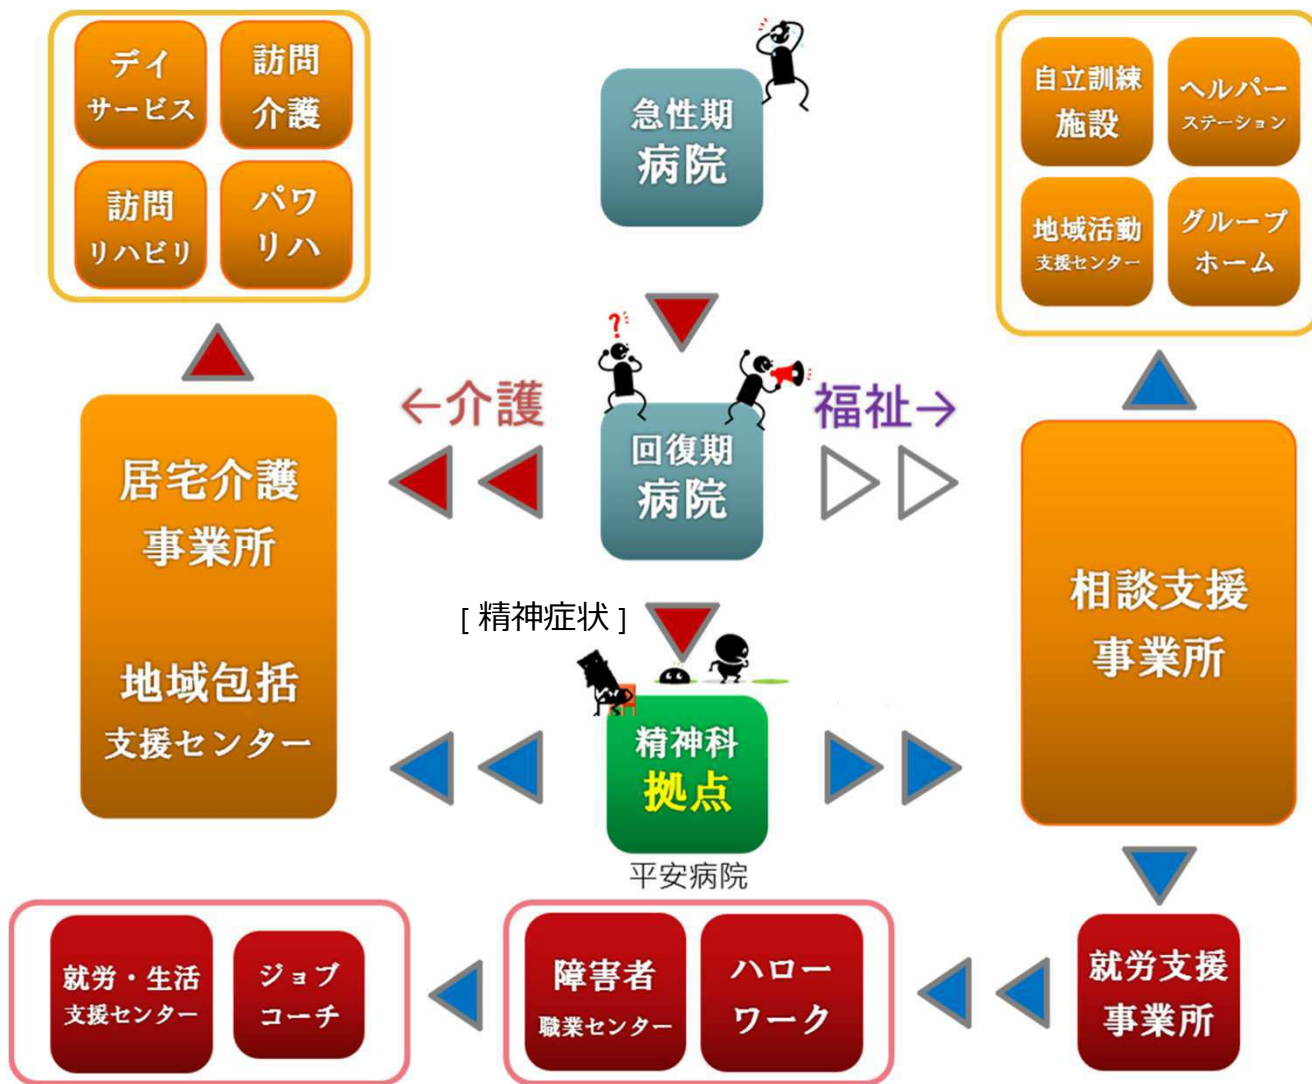 デイ
サービス
訪問
介護
訪問
リハビリ
パワ
リハ
急性期
病院
自立訓練
施設
ヘルパー
ステーション
地域活動
支援センター
グループ
ホーム
?
←介護
回復期
病院
福祉→
居宅介護
事業所
地域包括
支援センター
[ 精神症状 ]
精神科
拠点
平安病院
相談支援
事業所
就労・生活
支援センター
ジョブ
コーチ
障害者
職業センター
ハロー
ワーク
就労支援
事業所